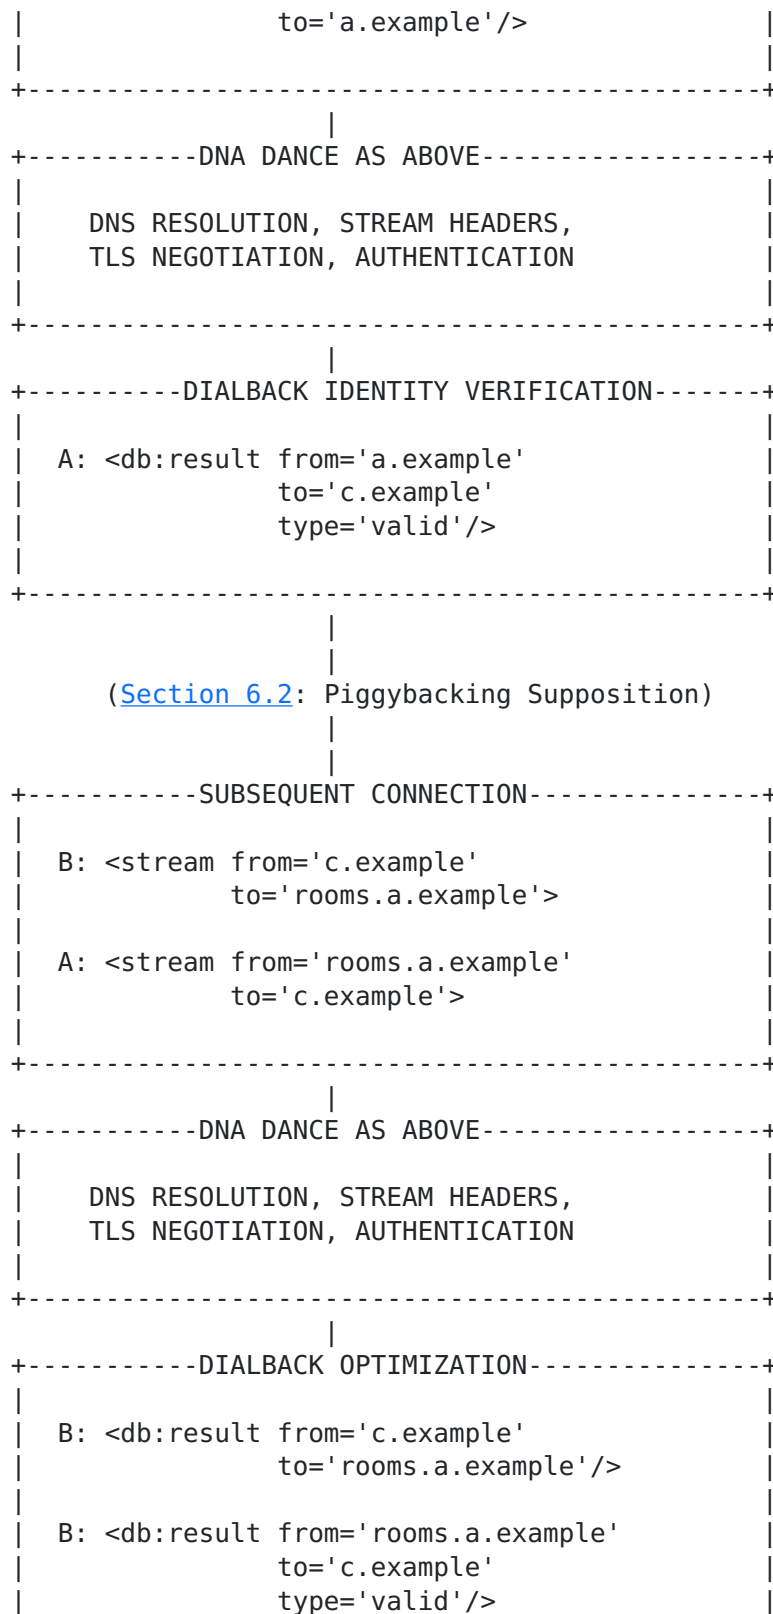 |                to='a.example'/>               |
|                                               |
+-----------------------------------------------+
                    |
+-----------DNA DANCE AS ABOVE------------------+
|                                               |
|    DNS RESOLUTION, STREAM HEADERS,            |
|    TLS NEGOTIATION, AUTHENTICATION            |
|                                               |
+-----------------------------------------------+
                    |
+----------DIALBACK IDENTITY VERIFICATION-------+
|                                               |
|  A: <db:result from='a.example'               |
|                to='c.example'                 |
|                type='valid'/>                 |
|                                               |
+-----------------------------------------------+
                    |
                    |
      (Section 6.2: Piggybacking Supposition)
                    |
                    |
+-----------SUBSEQUENT CONNECTION---------------+
|                                               |
|  B: <stream from='c.example'                  |
|             to='rooms.a.example'>             |
|                                               |
|  A: <stream from='rooms.a.example'            |
|             to='c.example'>                   |
|                                               |
+-----------------------------------------------+
                    |
+-----------DNA DANCE AS ABOVE------------------+
|                                               |
|    DNS RESOLUTION, STREAM HEADERS,            |
|    TLS NEGOTIATION, AUTHENTICATION            |
|                                               |
+-----------------------------------------------+
                    |
+-----------DIALBACK OPTIMIZATION---------------+
|                                               |
|  B: <db:result from='c.example'               |
|                to='rooms.a.example'/>         |
|                                               |
|  B: <db:result from='rooms.a.example'         |
|                to='c.example'                 |
|                type='valid'/>                 |